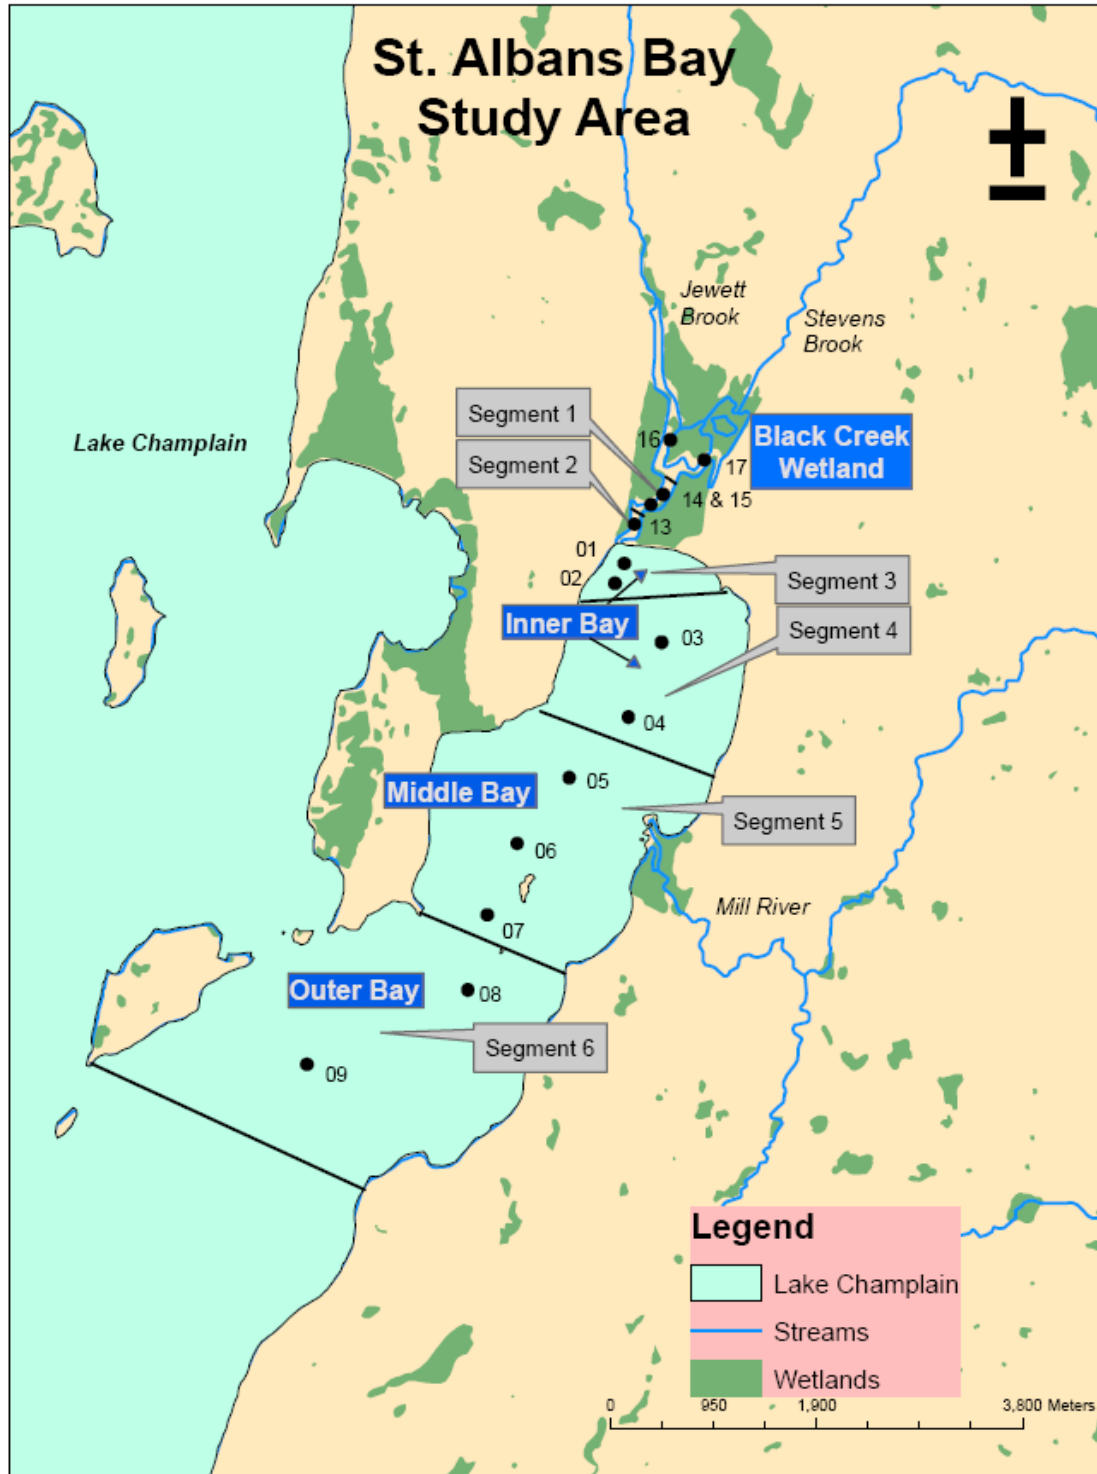 St. Albans Bay
Study Area
Jewett
Brook
Stevens
Brook
Segment 1
Lake Champlain
16
Black Creek
Wetland
Segment 2
17
14 & 15
13
01
Segment 3
02
Inner Bay
03
Segment 4
04
05
Middle Bay
Segment 5
06
Mill River
07
Outer Bay
08
Segment 6
09
Legend
Lake Champlain
Streams
Wetlands
0 950 1,900 3,800 Meters